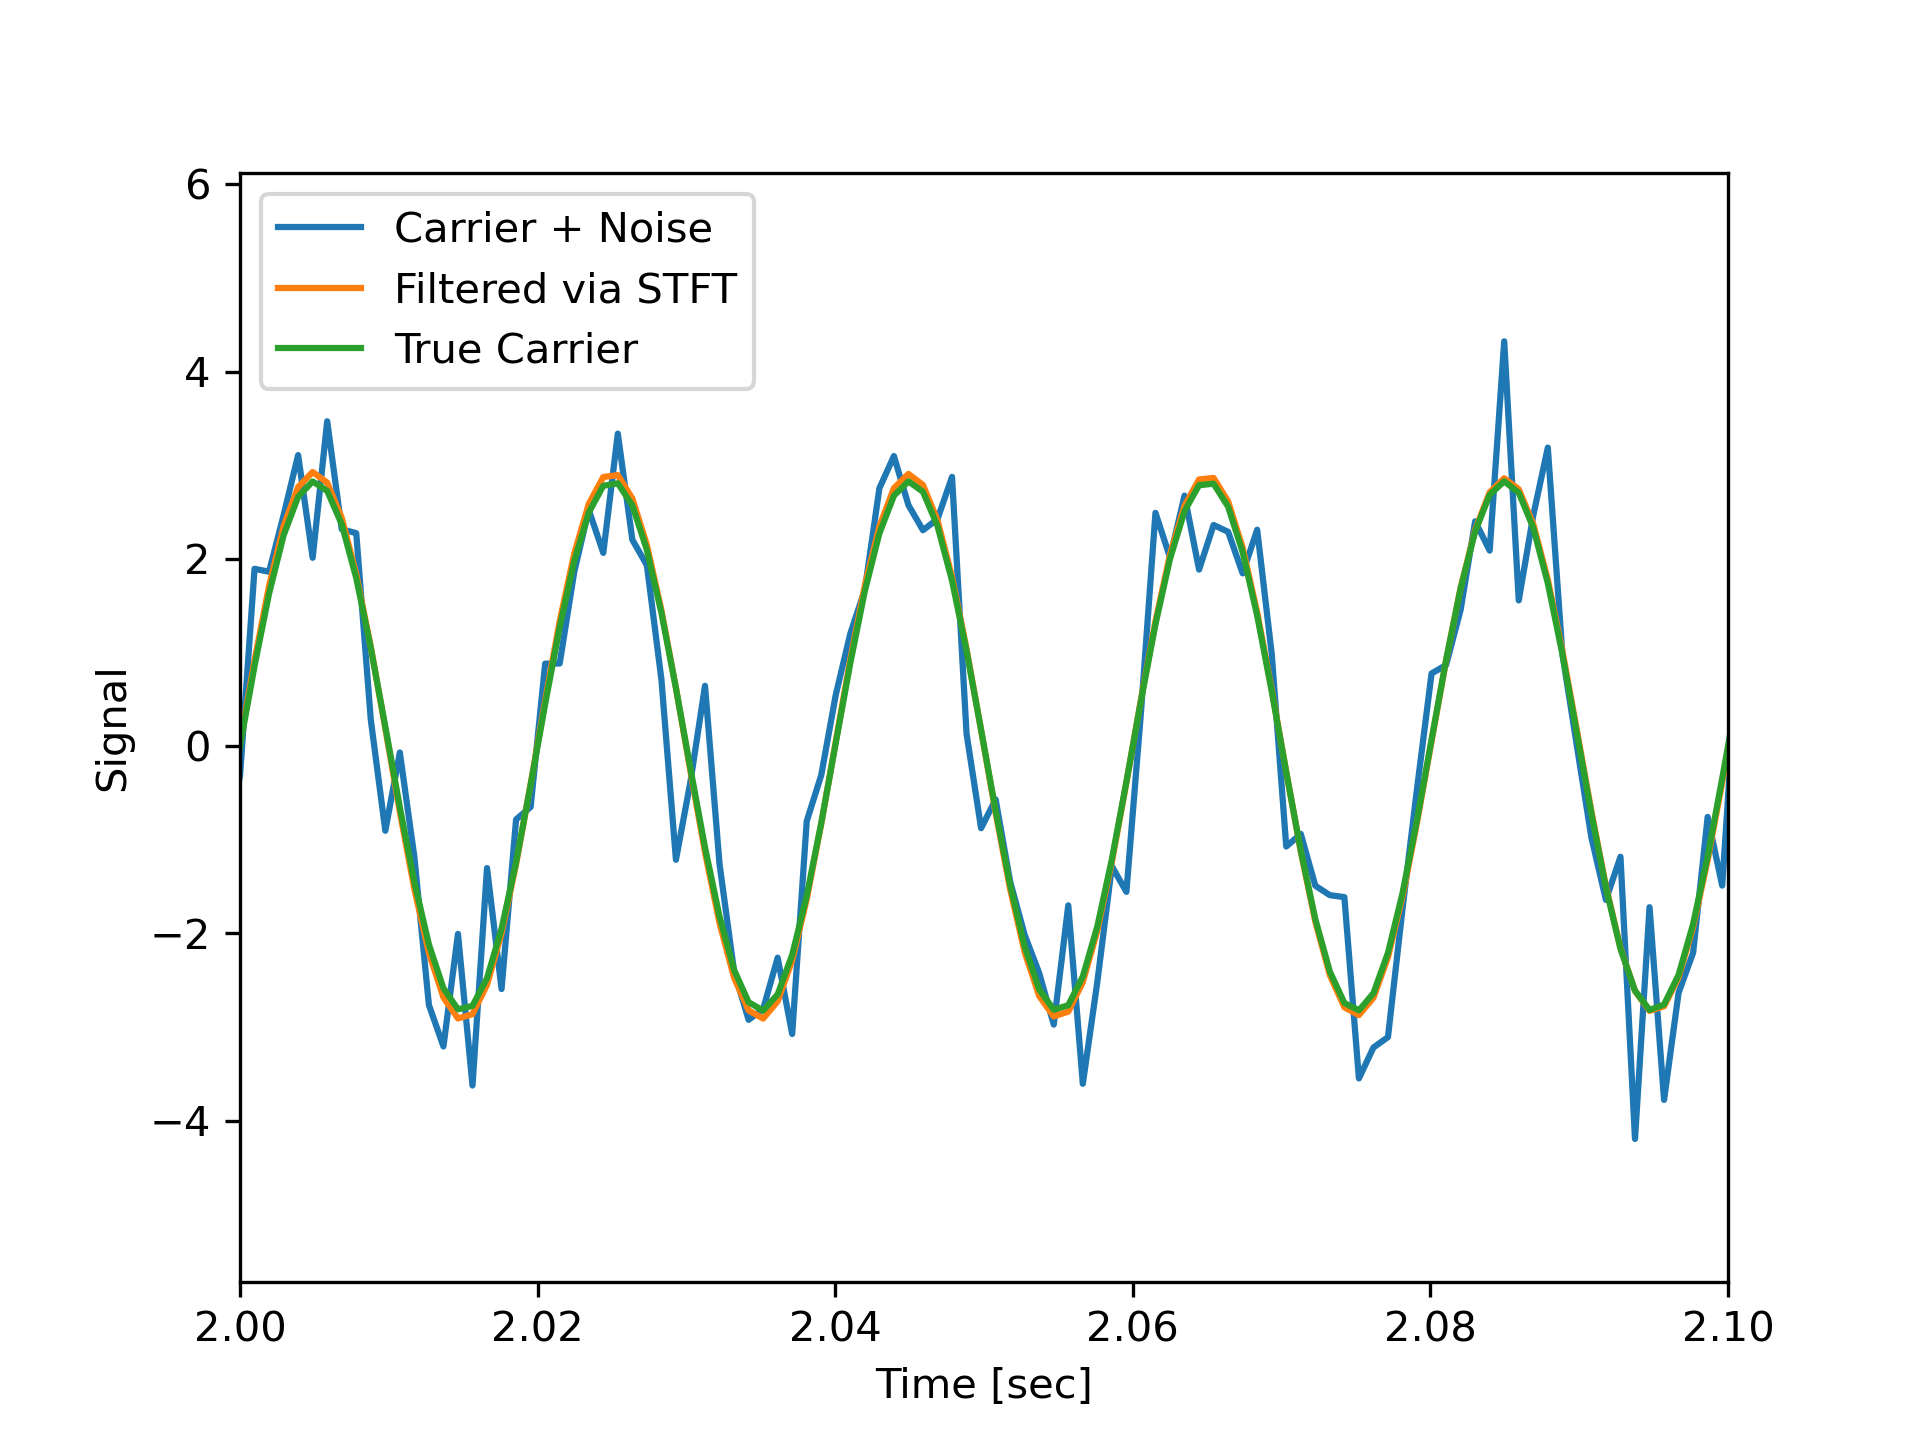 Carrier + Noise
Filtered via STFT
True Carrier
6
4
2
0
−2
−4
Signal
2.00 2.02 2.04 2.06 2.08 2.10
Time [sec]